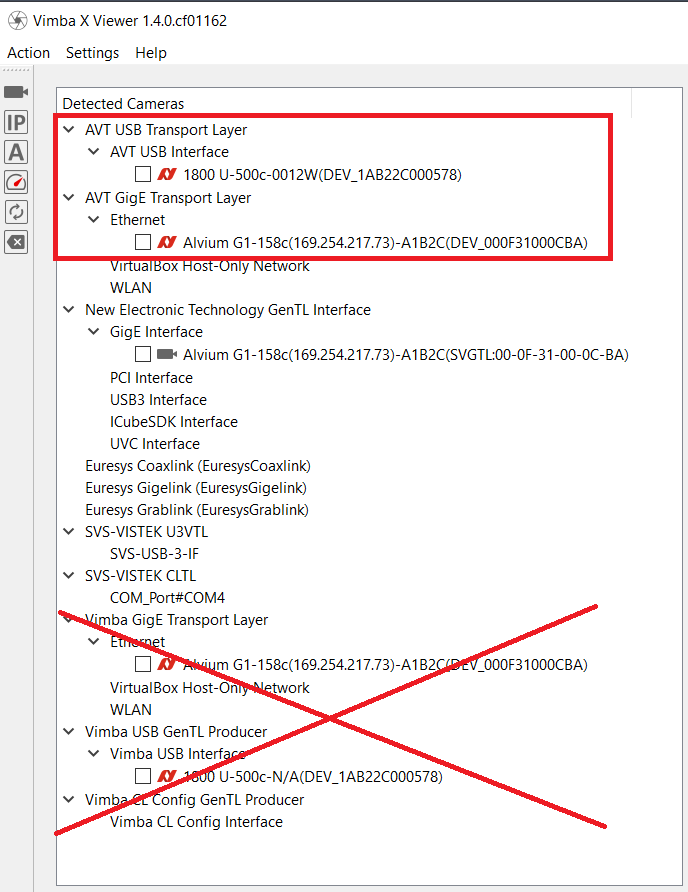 Vimba X Viewer 1.4.0.cf01162
Action Settings Help
IP
A
Detected Cameras
AVT USB Transport Layer
AVT USB Interface
1800 U-500c-0012W(DEV_1AB22C000578)
AVT GigE Transport Layer
Ethernet
Alvium G1-158c(169.254.217.73)-A1B2C(DEV_000F31000CBA)
VirtualBox Host-Only Network
WLAN
New Electronic Technology GenTL Interface
GigE Interface
Alvium G1-158c(169.254.217.73)-A1B2C(SVGTL:00-0F-31-00-0C-BA)
PCI Interface
USB3 Interface
ICubeSDK Interface
UVC Interface
Euresys Coaxlink (EuresysCoaxlink)
Euresys Gigelink (EuresysGigelink)
Euresys Grablink (EuresysGrablink)
SVS-VISTEK U3VTL
SVS-USB-3-IF
SVS-VISTEK CLTL
COM_Port#COM4
Vimba GigE Transport Layer
Ethernet
Alvium G1-158c(169.254.217.73)-A1B2C(DEV_000F31000CBA)
VirtualBox Host-Only Network
WLAN
Vimba USB GenTL Producer
Vimba USB Interface
1800 U-500c-N/A(DEV_1AB22C000578)
Vimba CL Config GenTL Producer
Vimba CL Config Interface